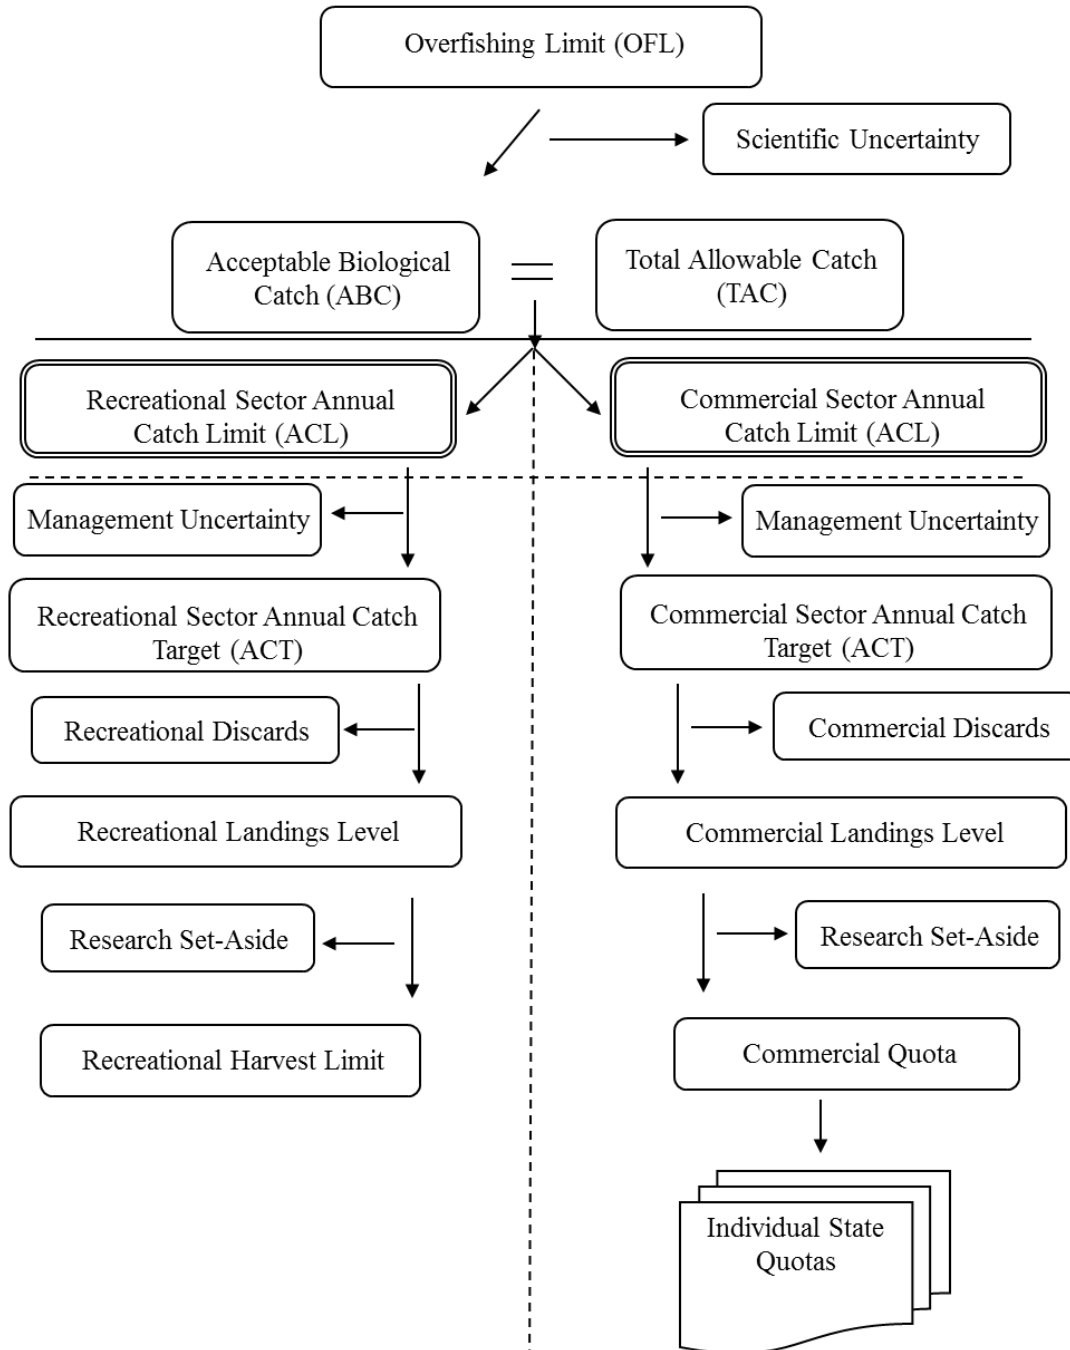 Overfishing Limit (OFL)
Scientific Uncertainty
Acceptable Biological
Catch (ABC)
Total Allowable Catch
(TAC)
Recreational Sector Annual
Catch Limit (ACL)
Commercial Sector Annual
Catch Limit (ACL)
Management Uncertainty
Management Uncertainty
Recreational Sector Annual Catch
Target (ACT)
Commercial Sector Annual Catch
Target (ACT)
Recreational Discards
Commercial Discards
Recreational Landings Level
Commercial Landings Level
Research Set-Aside
Research Set-Aside
Recreational Harvest Limit
Commercial Quota
Individual State
Quotas